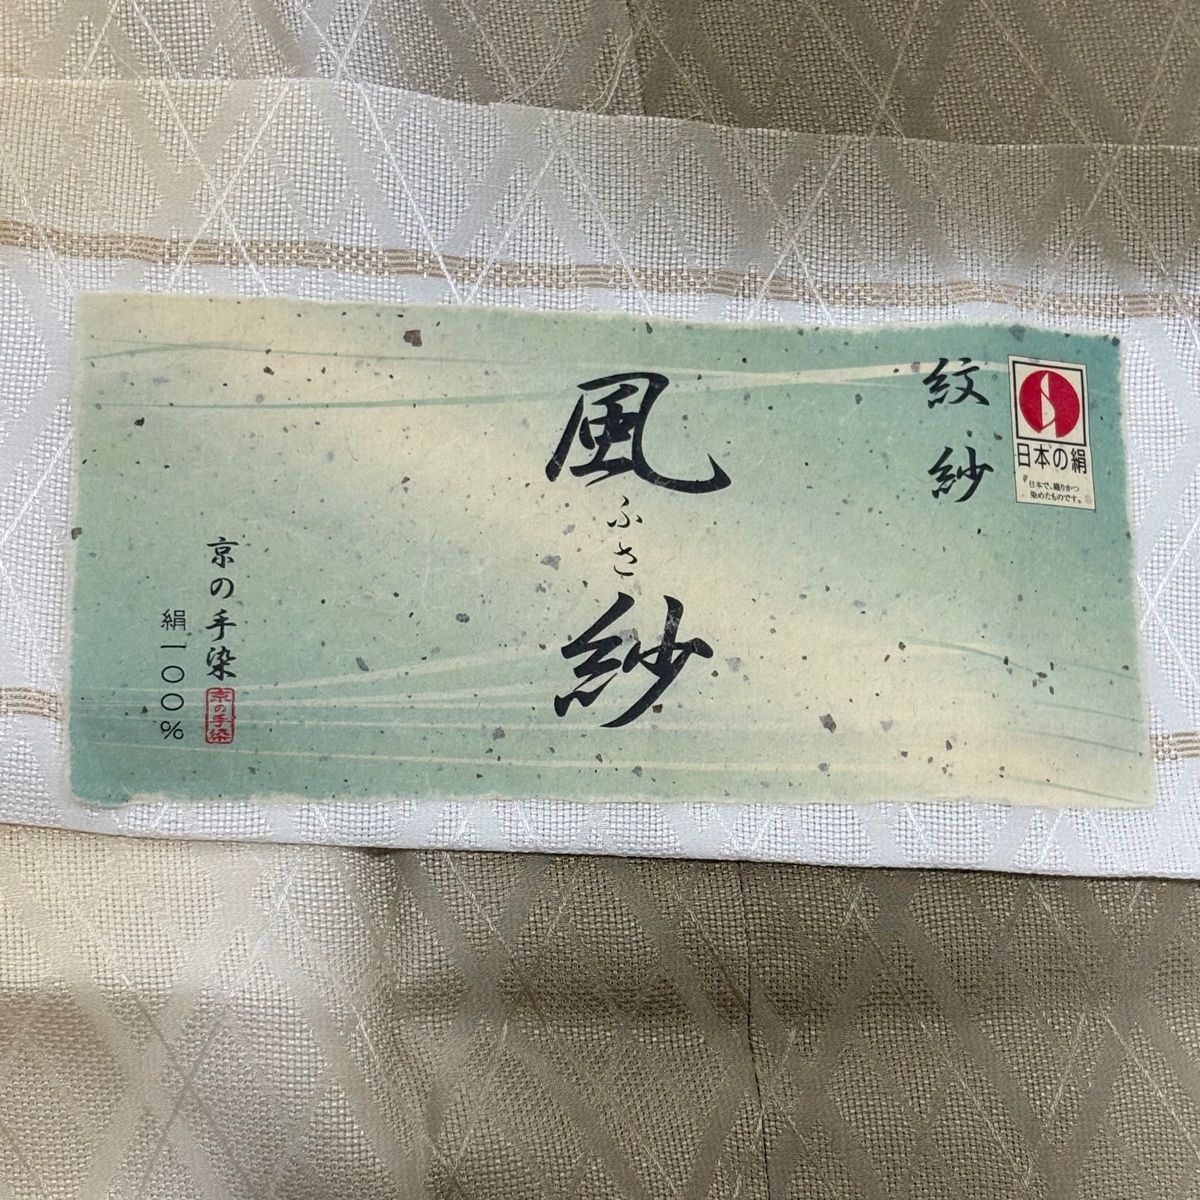 紋紗
日本の絹
日本で、織りかつ
染めたものです。
風紗
ふさ
京の手染
京の手染
絹一〇〇%